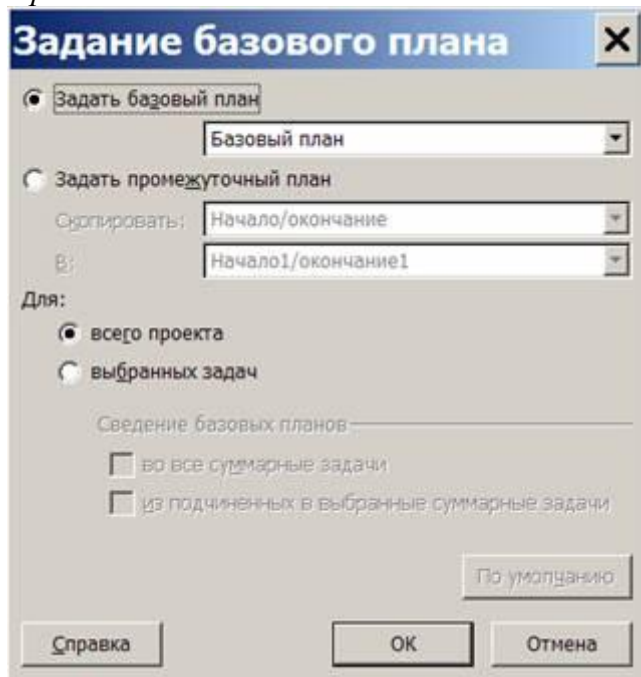 Задание базового плана
Задать базовый план
Базовый план
Задать промежуточный план
Скопировать: Начало/окончание
В: Начало1/окончание1
Для:
всего проекта
выбранных задач
Сведение базовых планов
во все суммарные задачи
из подчиненных в выбранные суммарные задачи
По умолчанию
Справка ОК Отмена